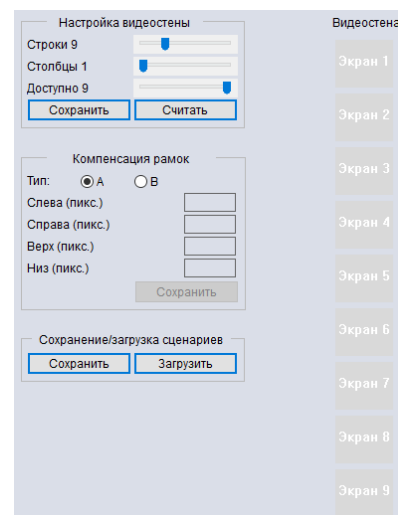 Настройка видеостены
Строки 9
Столбцы 1
Доступно 9
Сохранить Считать
Компенсация рамок
Тип: A B
Слева (пикс.)
Справа (пикс.)
Верх (пикс.)
Низ (пикс.)
Сохранить
Сохранение/загрузка сценариев
Сохранить Загрузить
Видеостена
Экран 1
Экран 2
Экран 3
Экран 4
Экран 5
Экран 6
Экран 7
Экран 8
Экран 9